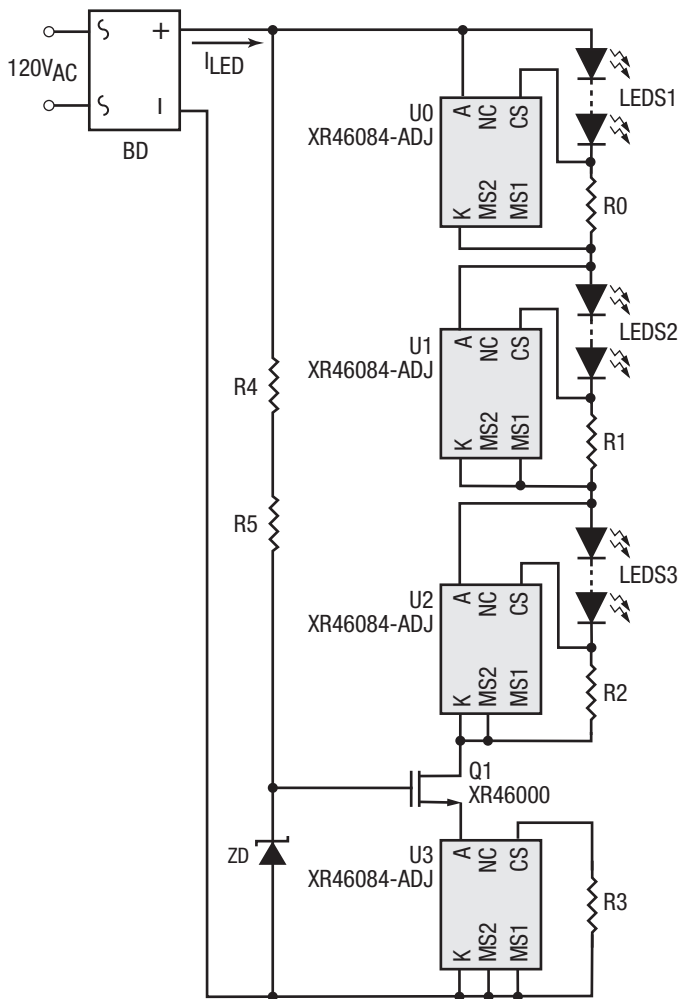 120VAC
+
−
BD
ILED
U0
XR46084-ADJ
A
NC
CS
K
MS2
MS1
LEDS1
R0
U1
XR46084-ADJ
A
NC
CS
K
MS2
MS1
LEDS2
R1
R4
R5
U2
XR46084-ADJ
A
NC
CS
K
MS2
MS1
LEDS3
R2
Q1
XR46000
ZD
U3
XR46084-ADJ
A
NC
CS
K
MS2
MS1
R3